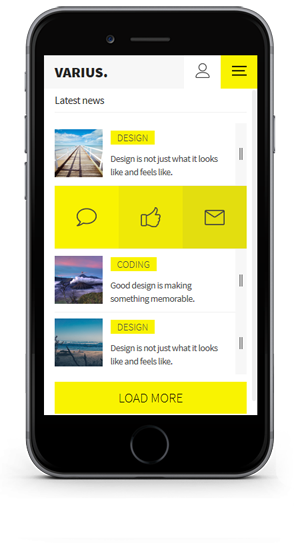 VARIUS.
Latest news
DESIGN
Design is not just what it looks
like and feels like.
CODING
Good design is making
something memorable.
DESIGN
Design is not just what it looks
like and feels like.
LOAD MORE